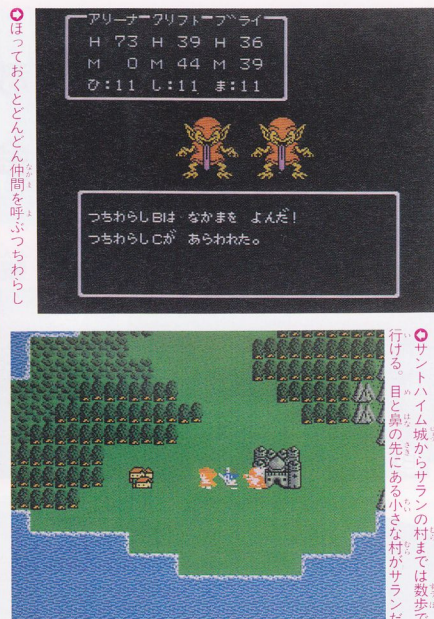 アリーナ クリフト ブライ
H 73 H 39 H 36
M 0 M 44 M 39
ひ:11 し:11 ま:11
つちわらしBは なかまを よんだ!
つちわらしCが あらわれた。
ほっておくとどんどん仲間を呼ぶつちわらし
なかま よ
サントハイム城からサランの村までは数歩で
行ける。目と鼻の先にある小さな村がサランだ